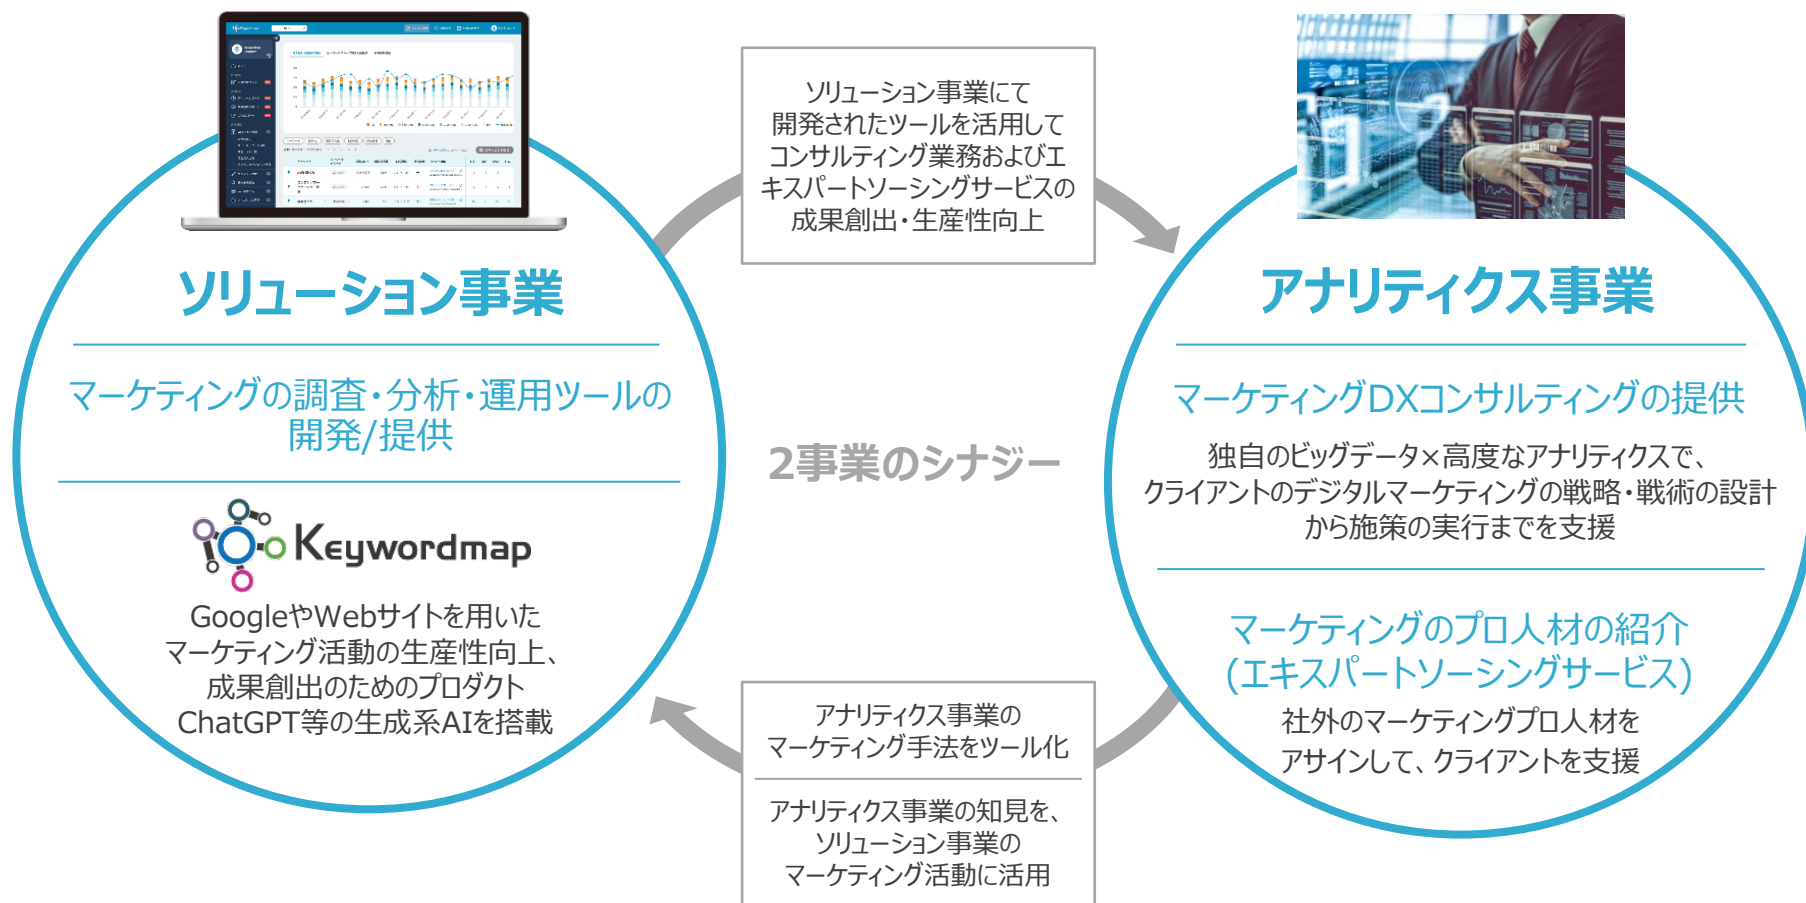 ソリューション事業
マーケティングの調査・分析・運用ツールの
開発/提供
Keywordmap
GoogleやWebサイトを用いた
マーケティング活動の生産性向上、
成果創出のためのプロダクト
ChatGPT等の生成系AIを搭載
ソリューション事業にて
開発されたツールを活用して
コンサルティング業務およびエ
キスパートソーシングサービスの
成果創出・生産性向上
2事業のシナジー
アナリティクス事業の
マーケティング手法をツール化
アナリティクス事業の知見を、
ソリューション事業の
マーケティング活動に活用
アナリティクス事業
マーケティングDXコンサルティングの提供
独自のビッグデータ×高度なアナリティクスで、
クライアントのデジタルマーケティングの戦略・戦術の設計
から施策の実行までを支援
マーケティングのプロ人材の紹介
(エキスパートソーシングサービス)
社外のマーケティングプロ人材を
アサインして、クライアントを支援